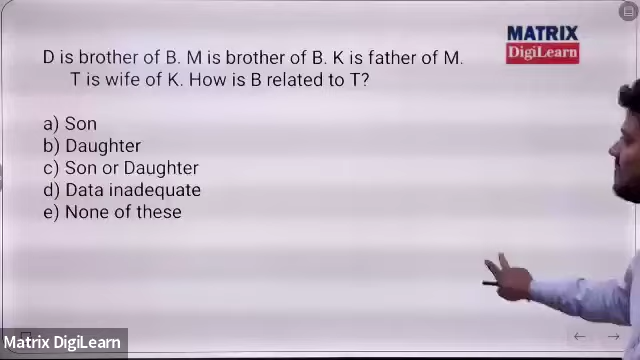 MATRIX
DigiLearn
D is brother of B. M is brother of B. K is father of M.
T is wife of K. How is B related to T?
a) Son
b) Daughter
c) Son or Daughter
d) Data inadequate
e) None of these
Matrix DigiLearn